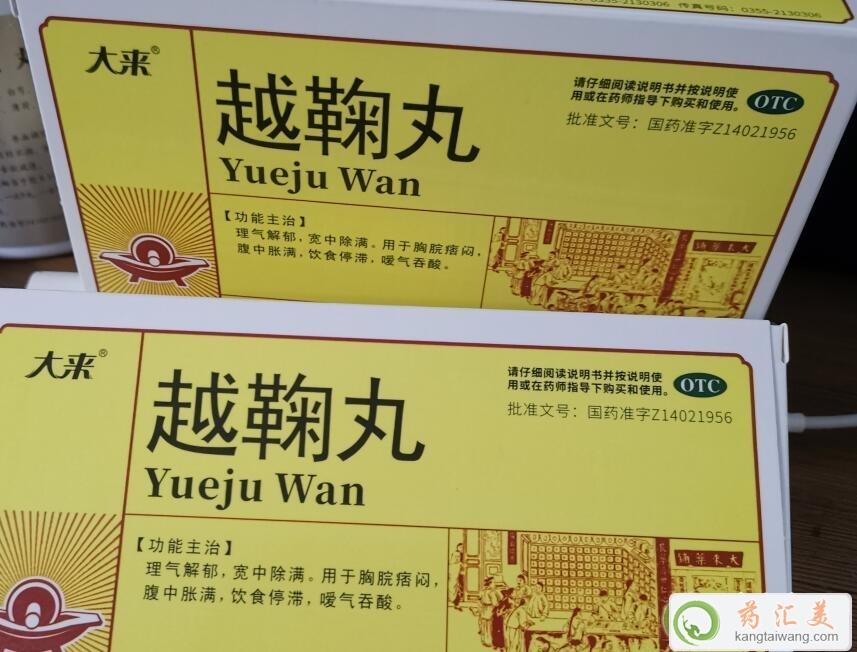 0355-2130306 传真号码：0355-2130306
大来®
越鞠丸
Yueju Wan
请仔细阅读说明书并按说明使
用或在药师指导下购买和使用。
OTC
批准文号：国药准字Z14021956
【功能主治】
理气解郁，宽中除满。用于胸脘痞闷，
腹中胀满，饮食停滞，嗳气吞酸。
大来®
越鞠丸
Yueju Wan
请仔细阅读说明书并按说明使
用或在药师指导下购买和使用。
OTC
批准文号：国药准字Z14021956
【功能主治】
理气解郁，宽中除满。用于胸脘痞闷，
腹中胀满，饮食停滞，嗳气吞酸。
药汇美
kangtaiwang.com